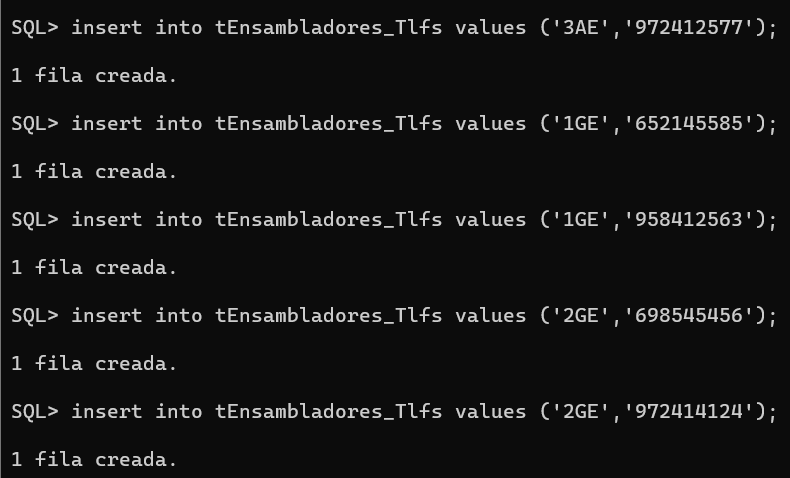 SQL> insert into tEnsambladores_Tlfs values ('3AE','972412577');
1 fila creada.
SQL> insert into tEnsambladores_Tlfs values ('1GE','652145585');
1 fila creada.
SQL> insert into tEnsambladores_Tlfs values ('1GE','958412563');
1 fila creada.
SQL> insert into tEnsambladores_Tlfs values ('2GE','698545456');
1 fila creada.
SQL> insert into tEnsambladores_Tlfs values ('2GE','972414124');
1 fila creada.